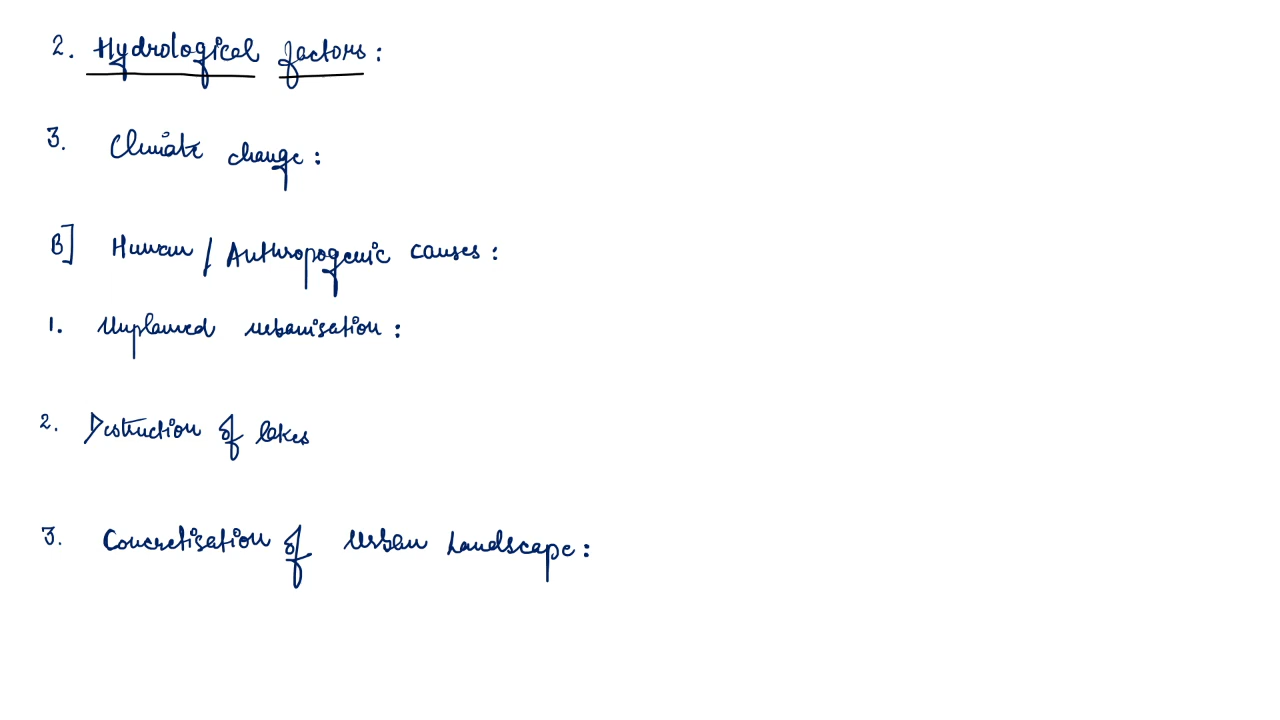 2. Hydrological factors:
3. Climate change:
B] Human / Anthropogenic causes:
1. Unplanned urbanisation:
2. Destruction of lakes
3. Concretisation of urban landscape: